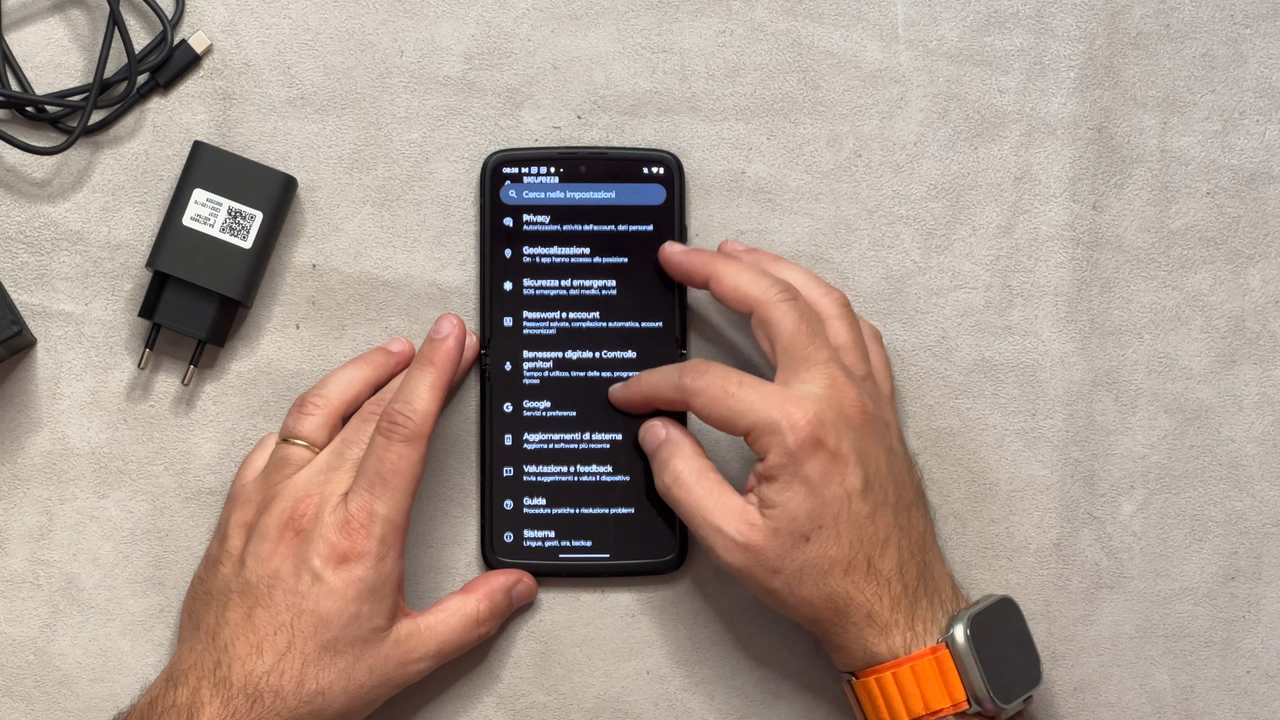 08:58
Sicurezza
Cerca nelle impostazioni
Privacy
Autorizzazioni, attività dell'account, dati personali
Geolocalizzazione
On - 6 app hanno accesso alla posizione
Sicurezza ed emergenza
SOS emergenza, dati medici, avvisi
Password e account
Password salvate, compilazione automatica, account
sincronizzati
Benessere digitale e Controllo
genitori
Tempo di utilizzo, timer delle app,
riposo
Google
Servizi e preferenze
Aggiornamenti di sistema
Aggiorna al software più recente
Valutazione e feedback
Invia suggerimenti e valuta il dispositivo
Guida
Procedure pratiche e risoluzione problemi
Sistema
Lingue, gesti, ora, backup